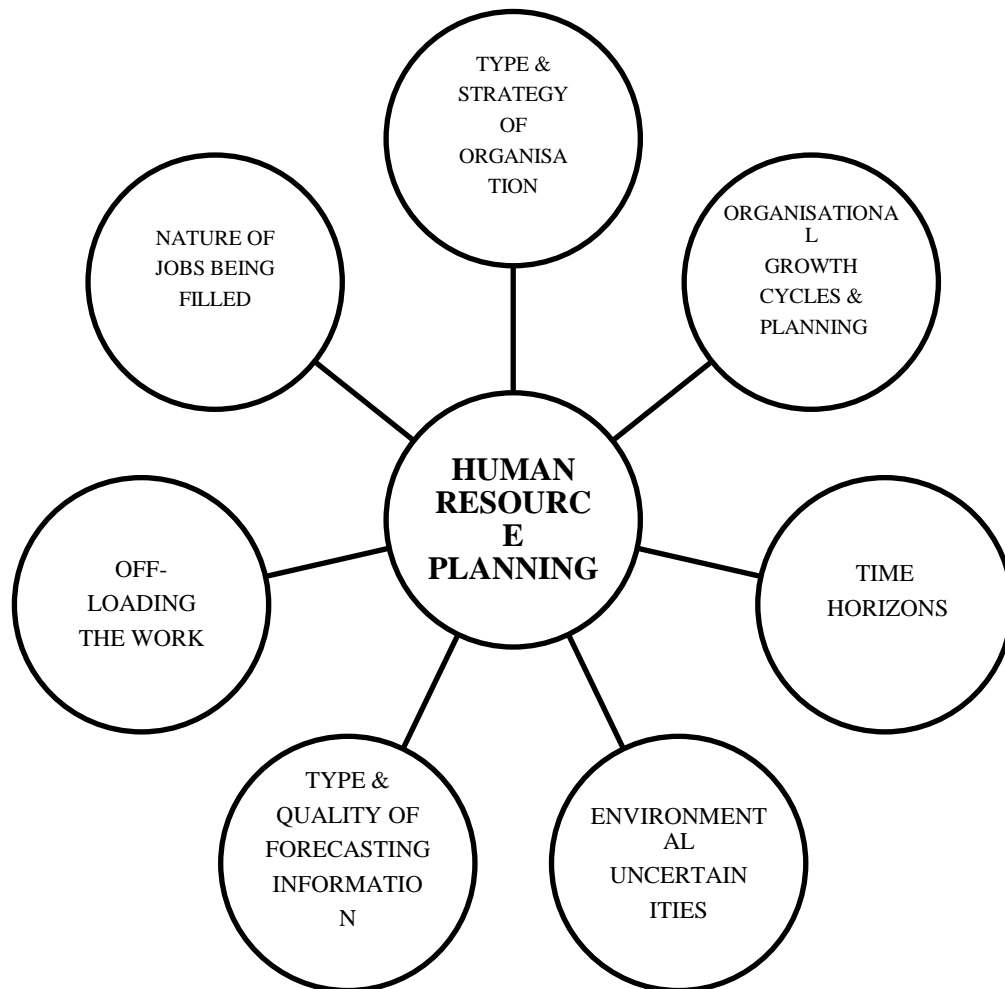 TYPE &
STRATEGY
OF
ORGANISA
TION
ORGANISATIONA
L
GROWTH
CYCLES &
PLANNING
TIME
HORIZONS
ENVIRONMENT
AL
UNCERTAIN
ITIES
TYPE &
QUALITY OF
FORECASTING
INFORMATIO
N
OFF-
LOADING
THE WORK
NATURE OF
JOBS BEING
FILLED
HUMAN
RESOURC
E
PLANNING